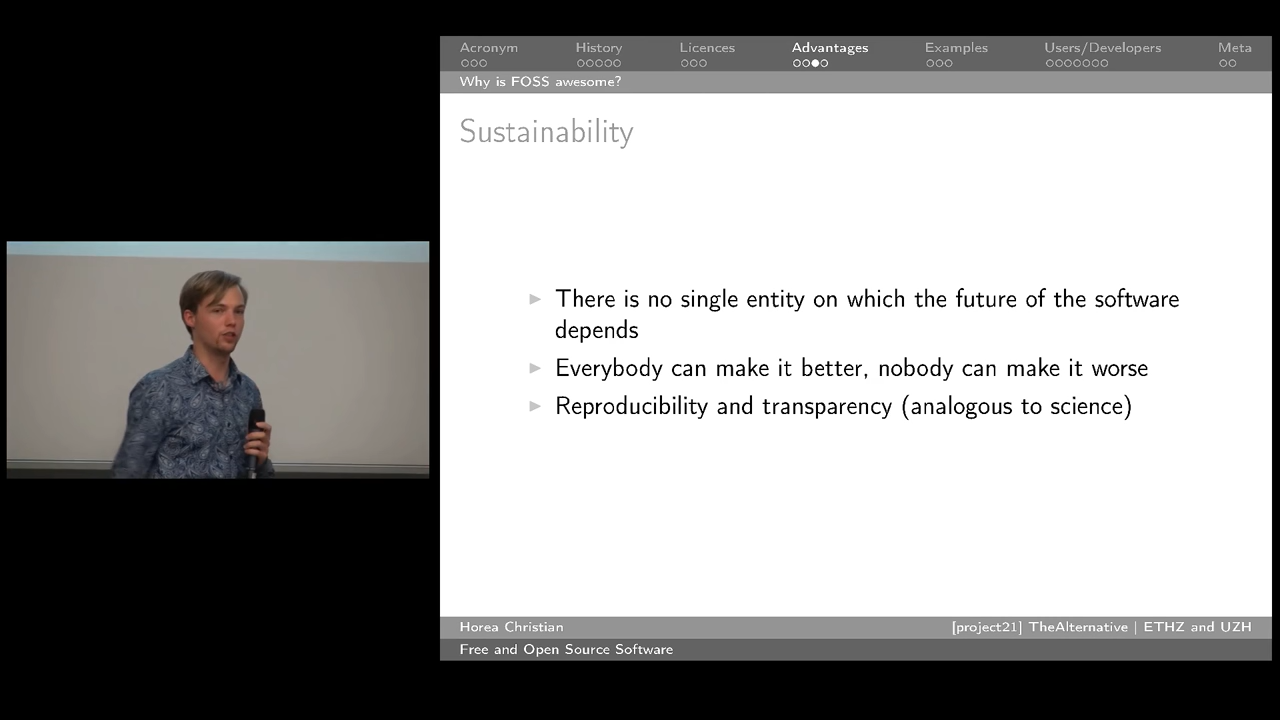 Acronym History Licences Advantages Examples Users/Developers Meta
Why is FOSS awesome?
Sustainability
There is no single entity on which the future of the software
depends
Everybody can make it better, nobody can make it worse
Reproducibility and transparency (analogous to science)
Horea Christian [project21] TheAlternative | ETHZ and UZH
Free and Open Source Software